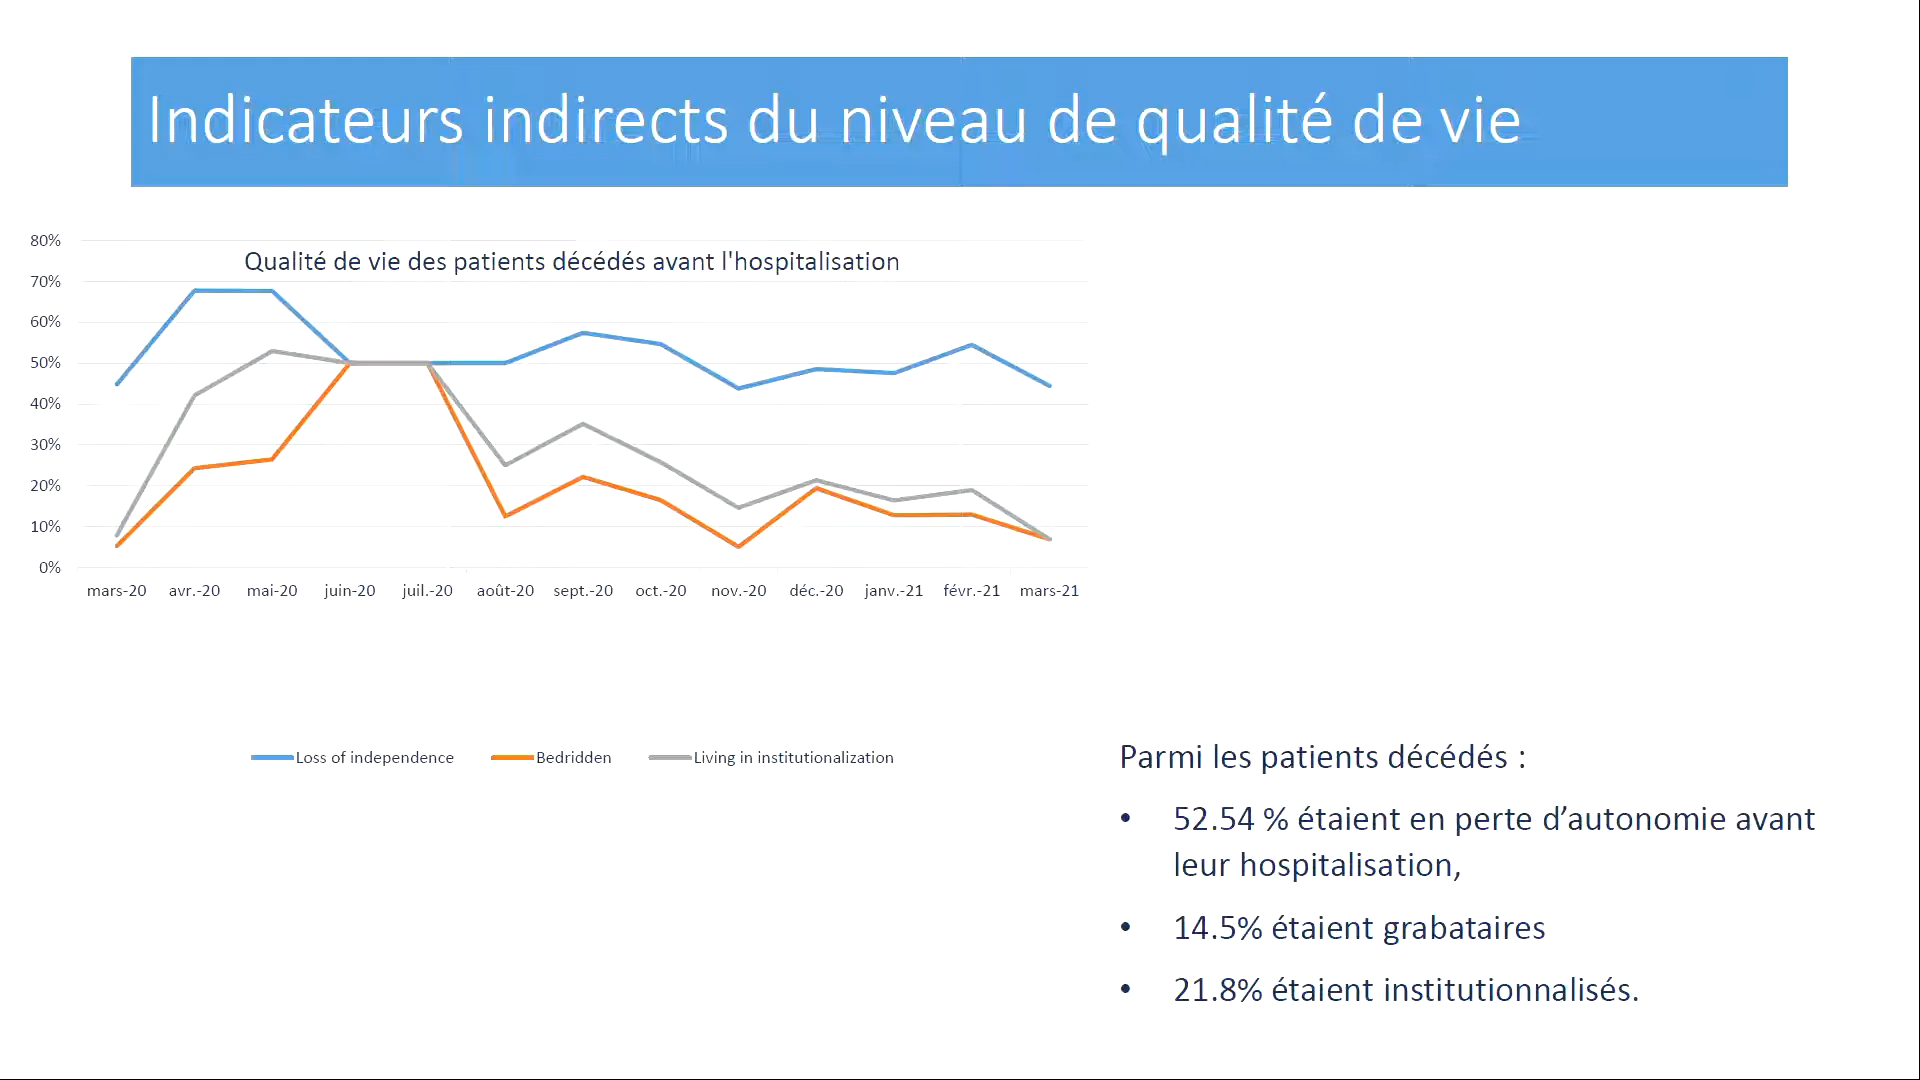 Indicateurs indirects du niveau de qualité de vie
Qualité de vie des patients décédés avant l'hospitalisation
80%
70%
60%
50%
40%
30%
20%
10%
0%
mars-20 avr.-20 mai-20 juin-20 juil.-20 août-20 sept.-20 oct.-20 nov.-20 déc.-20 janv.-21 févr.-21 mars-21
Loss of independence Bedridden Living in institutionalization
Parmi les patients décédés :
• 52.54 % étaient en perte d’autonomie avant
leur hospitalisation,
• 14.5% étaient grabataires
• 21.8% étaient institutionnalisés.